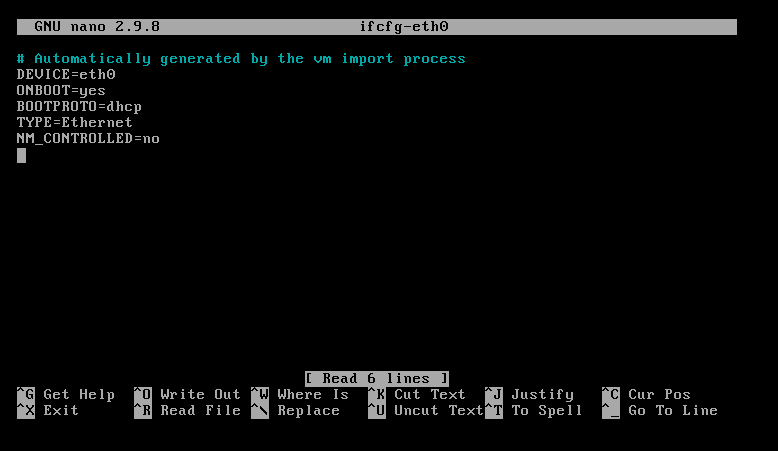 GNU nano 2.9.8 ifcfg-eth0
# Automatically generated by the vm import process
DEVICE=eth0
ONBOOT=yes
BOOTPROTO=dhcp
TYPE=Ethernet
NM_CONTROLLED=no
[ Read 6 lines ]
^G Get Help ^O Write Out ^W Where Is ^K Cut Text ^J Justify ^C Cur Pos
^X Exit ^R Read File ^\ Replace ^U Uncut Text ^T To Spell ^_ Go To Line